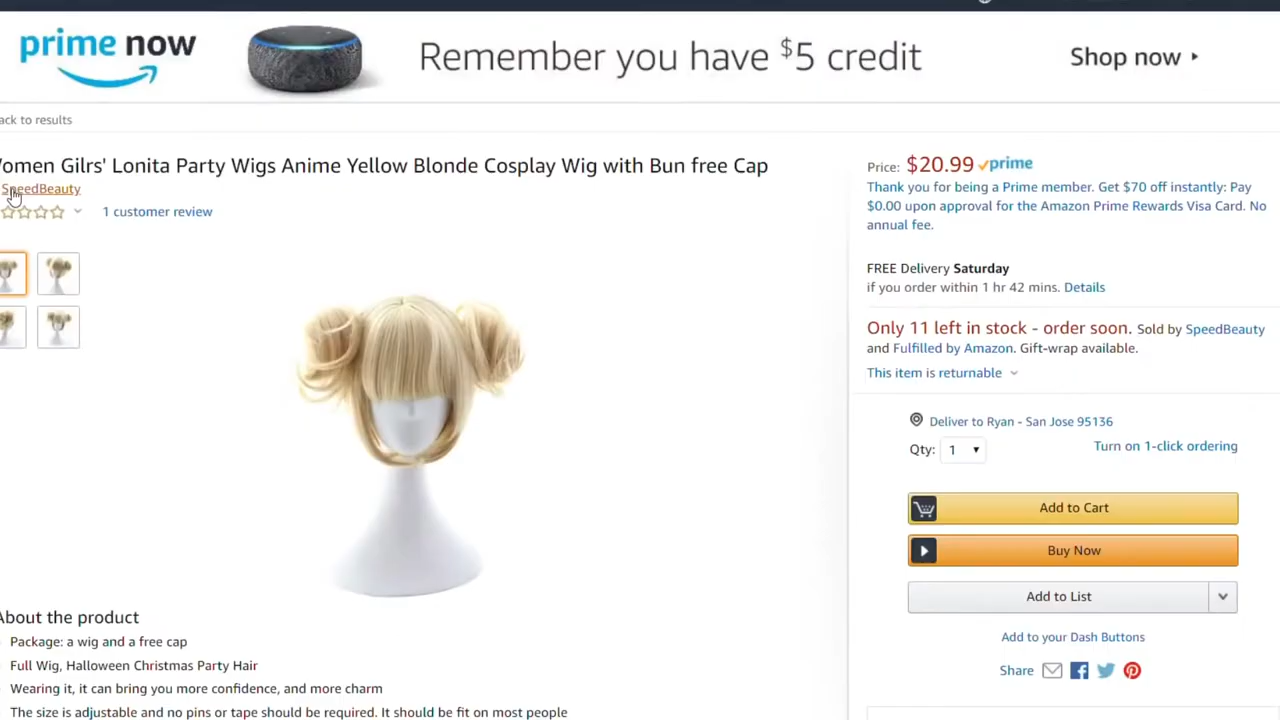 prime now
Remember you have $5 credit
Shop now
ack to results
omen Gilrs' Lonita Party Wigs Anime Yellow Blonde Cosplay Wig with Bun free Cap
SpeedBeauty
1 customer review
Price: $20.99 prime
Thank you for being a Prime member. Get $70 off instantly: Pay
$0.00 upon approval for the Amazon Prime Rewards Visa Card. No
annual fee.
FREE Delivery Saturday
if you order within 1 hr 42 mins. Details
Only 11 left in stock - order soon. Sold by SpeedBeauty
and Fulfilled by Amazon. Gift-wrap available.
This item is returnable
Deliver to Ryan - San Jose 95136
Qty: 1
Turn on 1-click ordering
Add to Cart
Buy Now
Add to List
Add to your Dash Buttons
Share
About the product
Package: a wig and a free cap
Full Wig, Halloween Christmas Party Hair
Wearing it, it can bring you more confidence, and more charm
The size is adjustable and no pins or tape should be required. It should be fit on most people